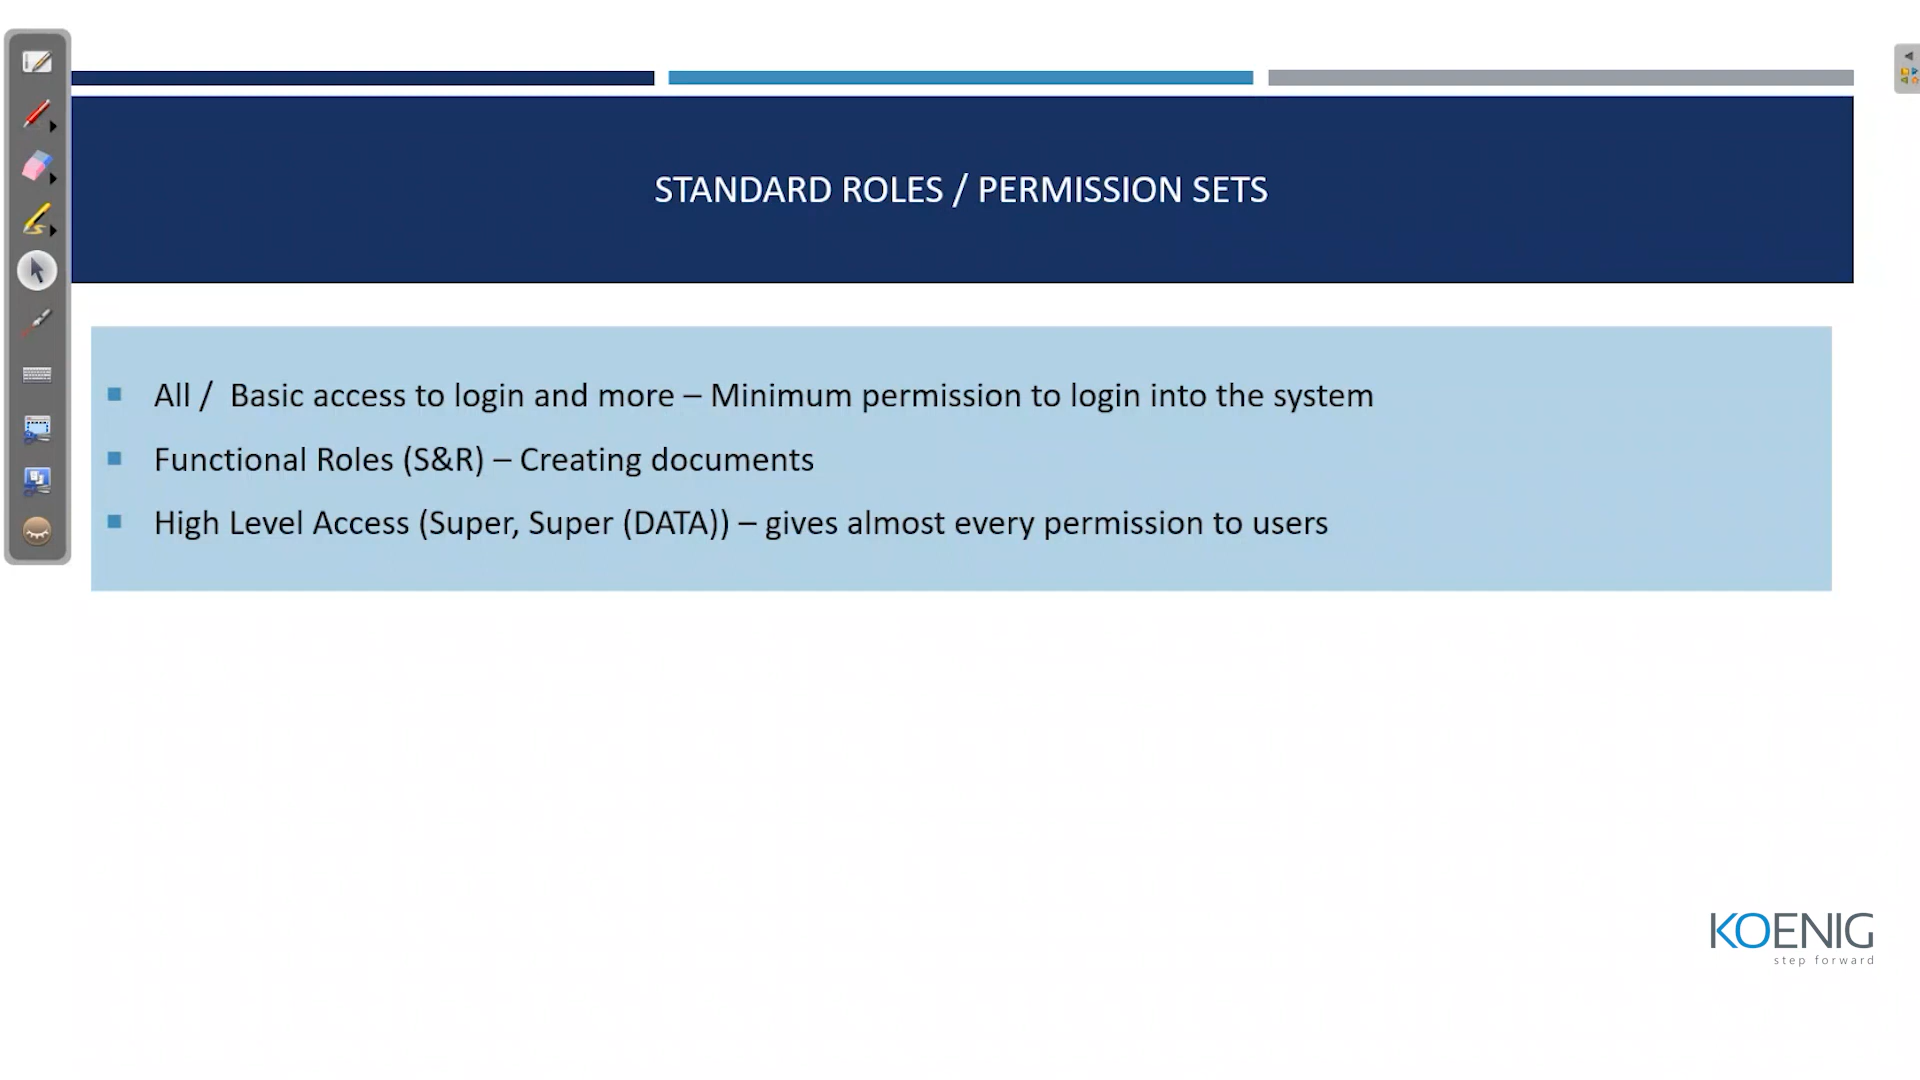 STANDARD ROLES / PERMISSION SETS
All / Basic access to login and more – Minimum permission to login into the system
Functional Roles (S&R) – Creating documents
High Level Access (Super, Super (DATA)) – gives almost every permission to users
KOENIG
step forward